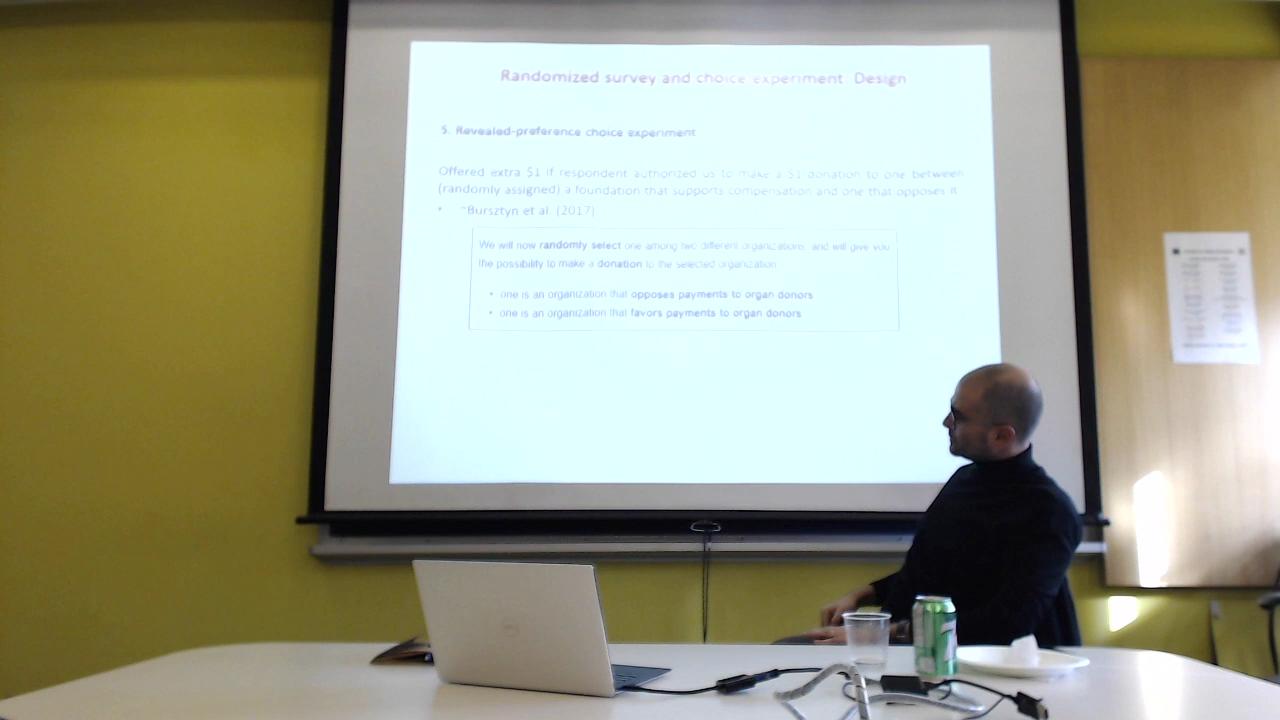 Randomized survey and choice experiment: Design
5. Revealed-preference choice experiment
Offered extra $1 if respondent authorized us to make a $1 donation to one between
(randomly assigned) a foundation that supports compensation and one that opposes it
• ~Bursztyn et al. (2017)
We will now randomly select one among two different organizations, and will give you
the possibility to make a donation to the selected organization.
• one is an organization that opposes payments to organ donors
• one is an organization that favors payments to organ donors